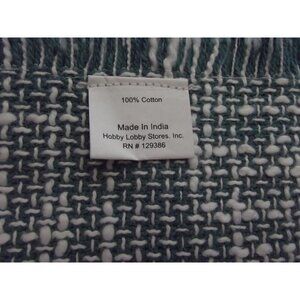 100% Cotton
Made In India
Hobby Lobby Stores. Inc.
RN # 129386